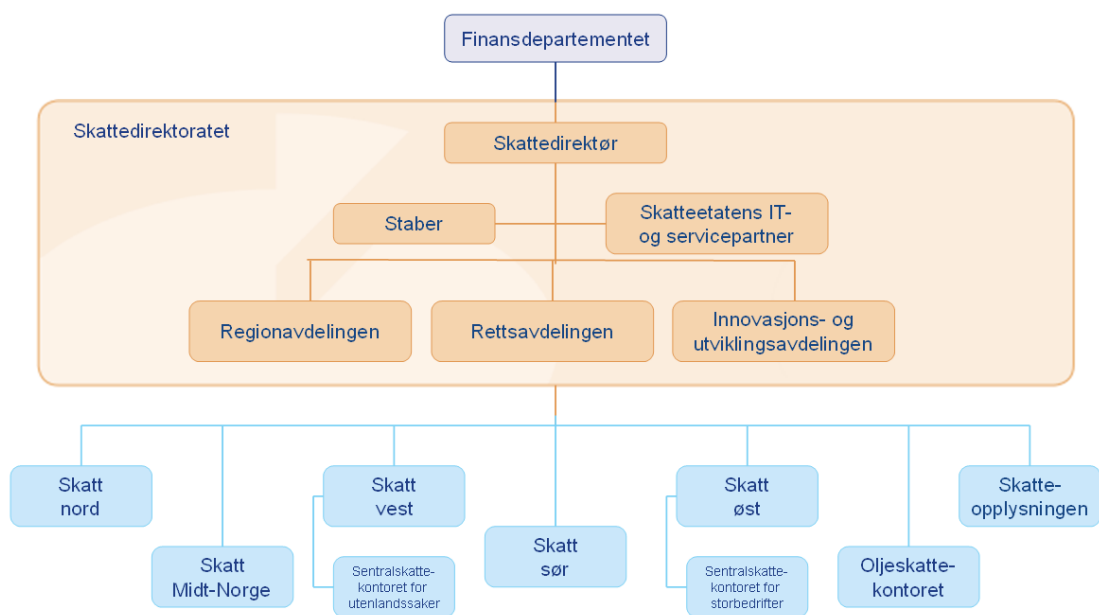 Finansdepartementet
Skattedirektoratet
Skattedirektør
Staber
Skatteetatens IT-
og servicepartner
Regionavdelingen
Rettsavdelingen
Innovasjons- og
utviklingsavdelingen
Skatt
nord
Skatt
Midt-Norge
Skatt
vest
Sentralskatte-
kontoret for
utenlandssaker
Skatt
sør
Skatt
øst
Sentralskatte-
kontoret for
storbedrifter
Oljeskatte-
kontoret
Skatte-
opplysningen